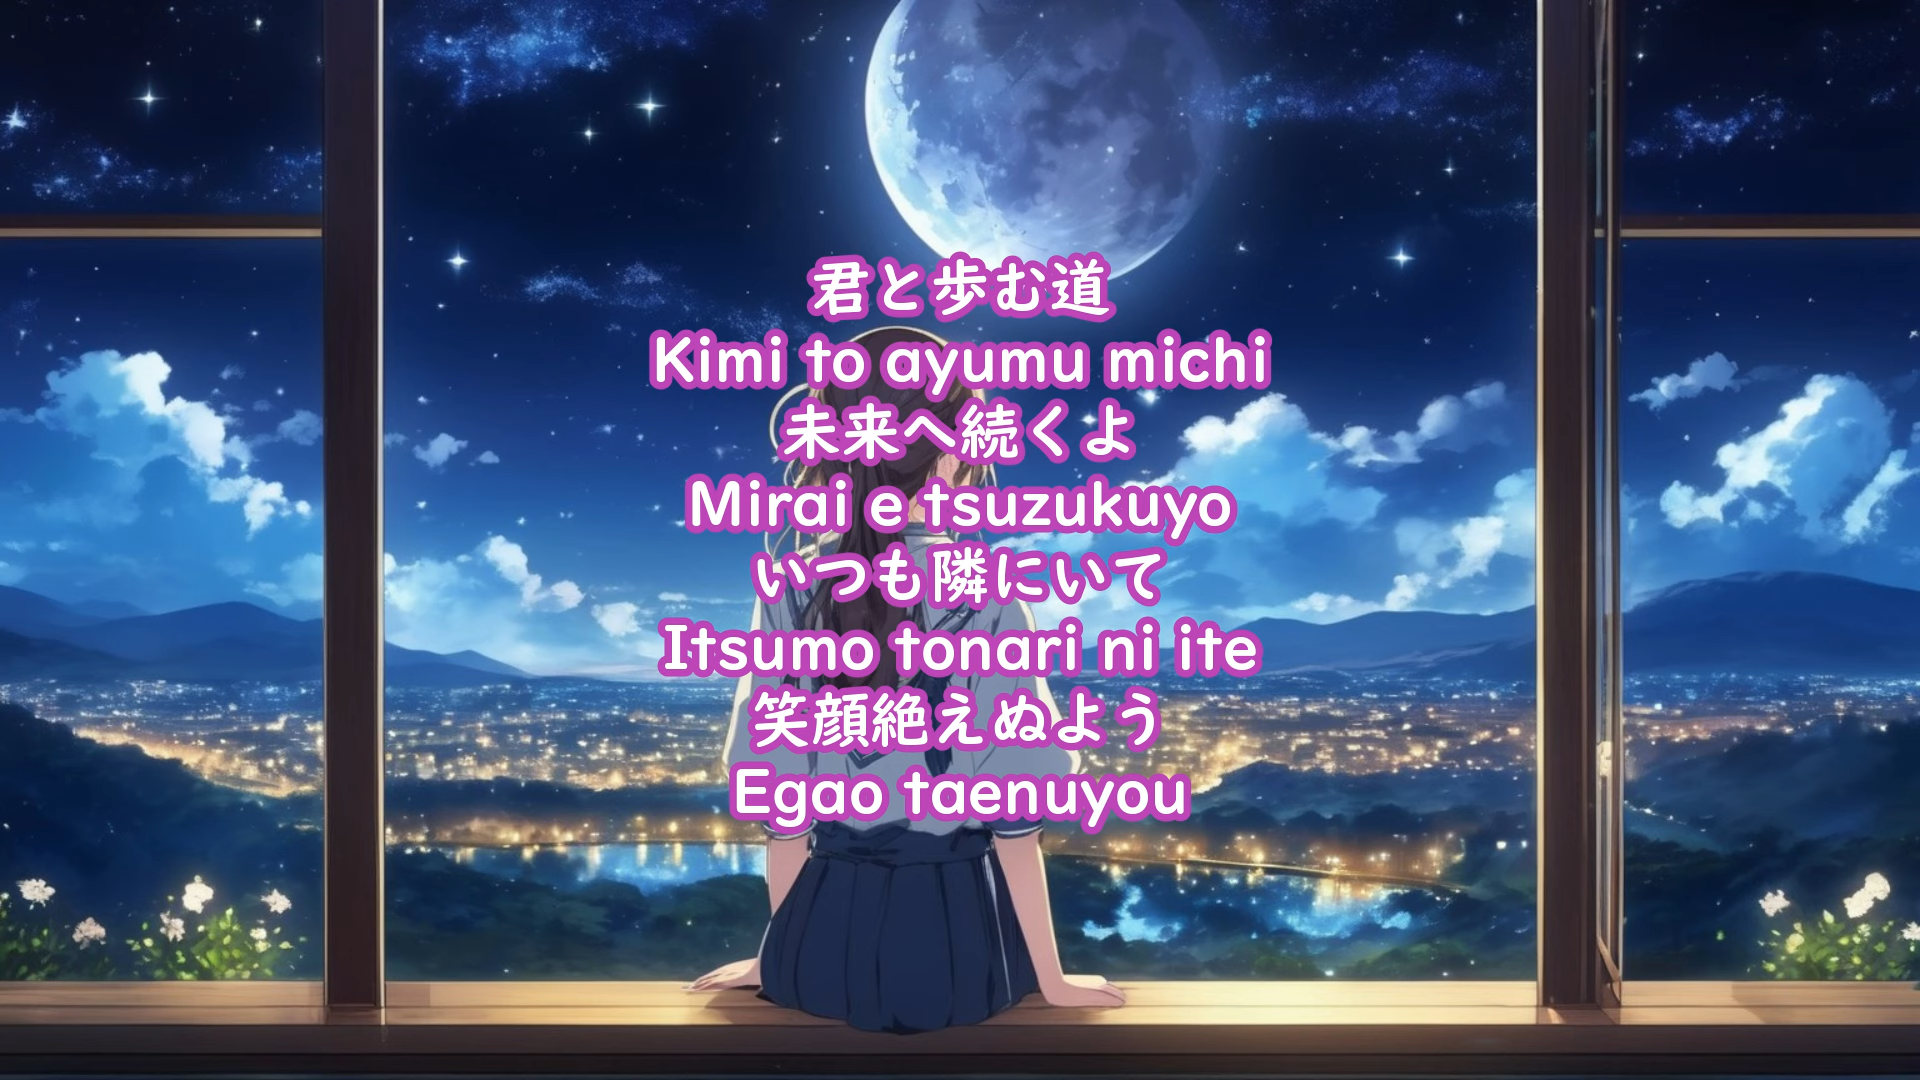 君と歩む道
Kimi to ayumu michi
未来へ続くよ
Mirai e tsuzukuyo
いつも隣にいて
Itsumo tonari ni ite
笑顔絶えぬよう
Egao taenuyou